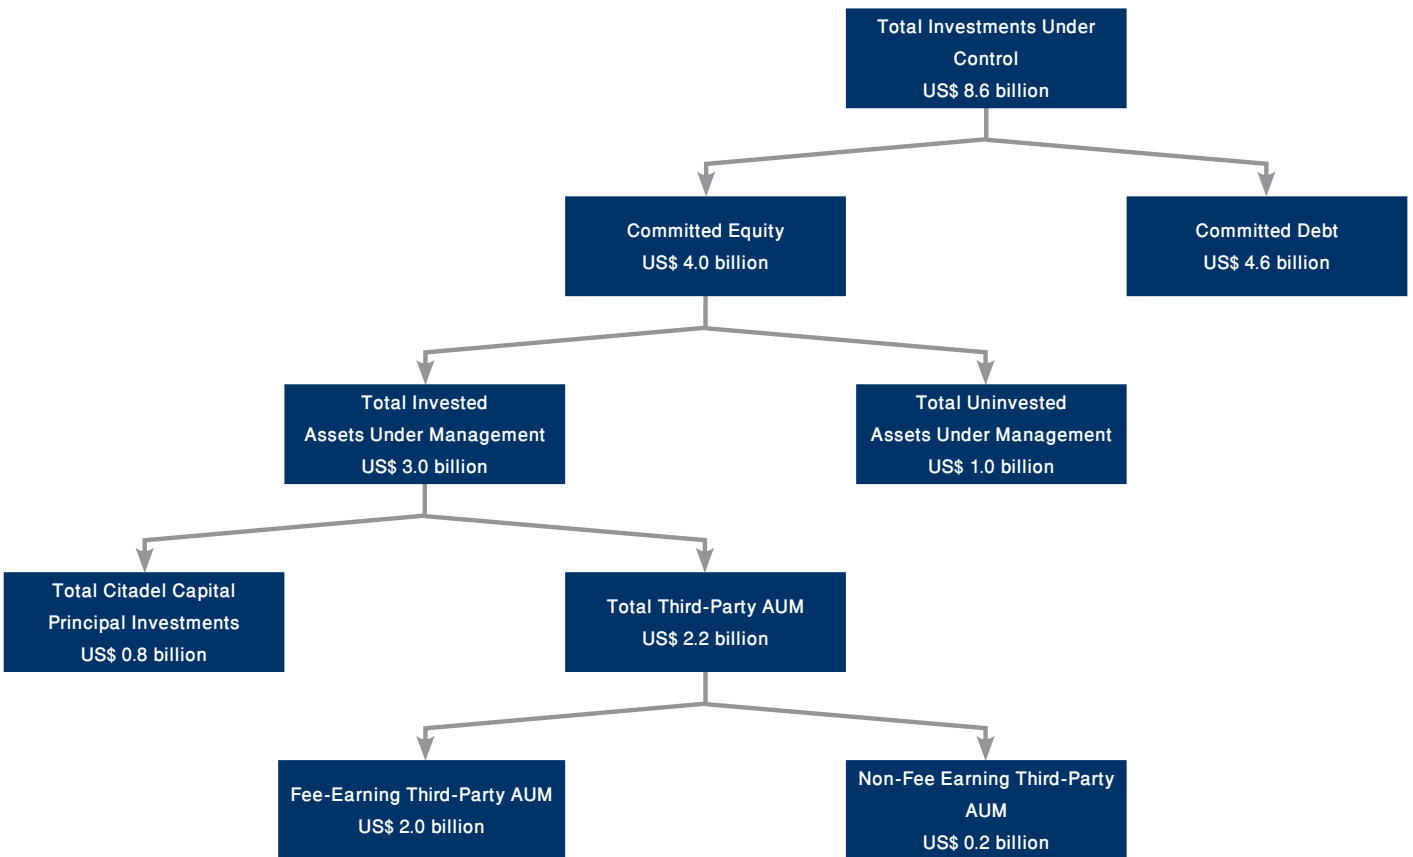 Total Investments Under
Control
US$ 8.6 billion
Committed Equity
US$ 4.0 billion
Committed Debt
US$ 4.6 billion
Total Invested
Assets Under Management
US$ 3.0 billion
Total Uninvested
Assets Under Management
US$ 1.0 billion
Total Citadel Capital
Principal Investments
US$ 0.8 billion
Total Third-Party AUM
US$ 2.2 billion
Fee-Earning Third-Party AUM
US$ 2.0 billion
Non-Fee Earning Third-Party
AUM
US$ 0.2 billion